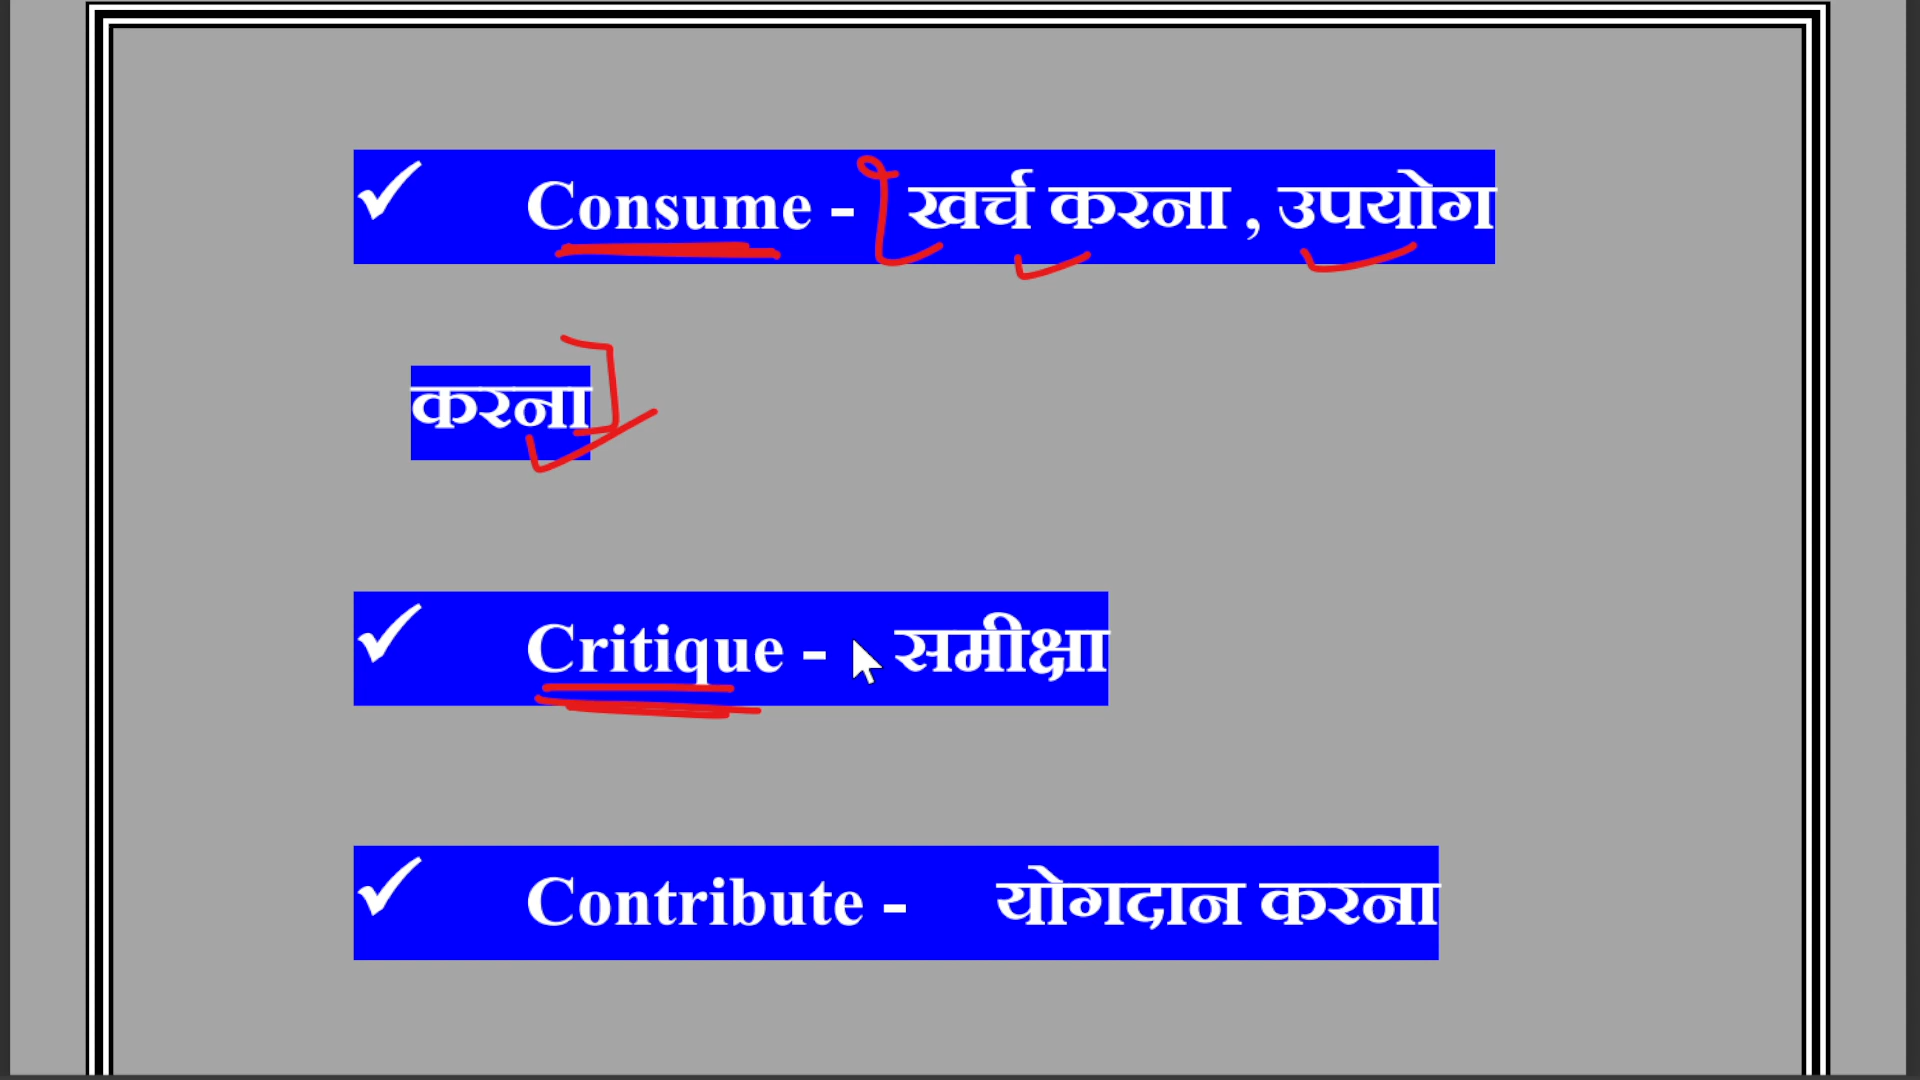 ✓ Consume - खर्च करना , उपयोग
करना
✓ Critique - समीक्षा
✓ Contribute - योगदान करना